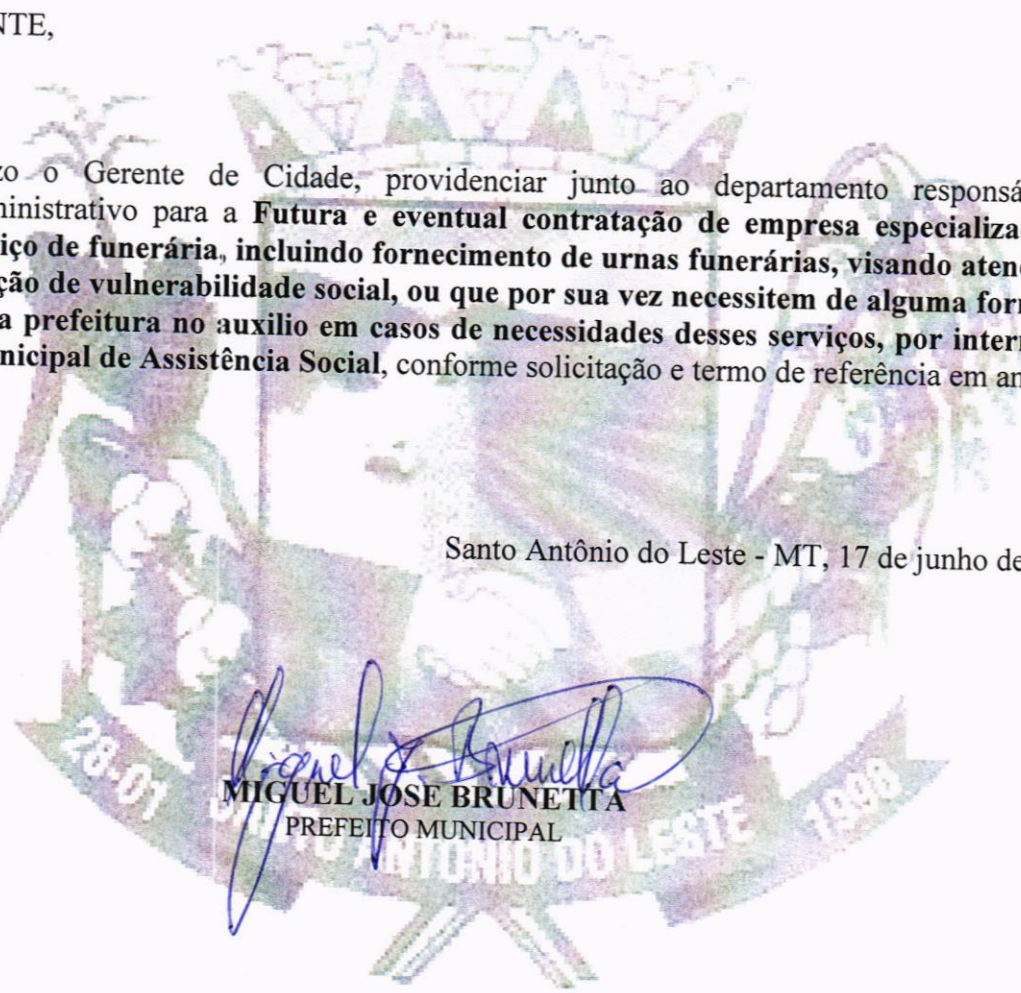 NTE,
zo o Gerente de Cidade, providenciar junto ao departamento responsá
ministrativo para a Futura e eventual contratação de empresa especializa
iço de funerária, incluindo fornecimento de urnas funerárias, visando aten
ção de vulnerabilidade social, ou que por sua vez necessitem de alguma for
a prefeitura no auxilio em casos de necessidades desses serviços, por inter
nicipal de Assistência Social, conforme solicitação e termo de referência em an
Santo Antônio do Leste - MT, 17 de junho de
Miguel J. Brunetta
MIGUEL JOSE BRUNETTA
PREFEITO MUNICIPAL
28-01 SANTO ANTONIO DO LESTE 1998